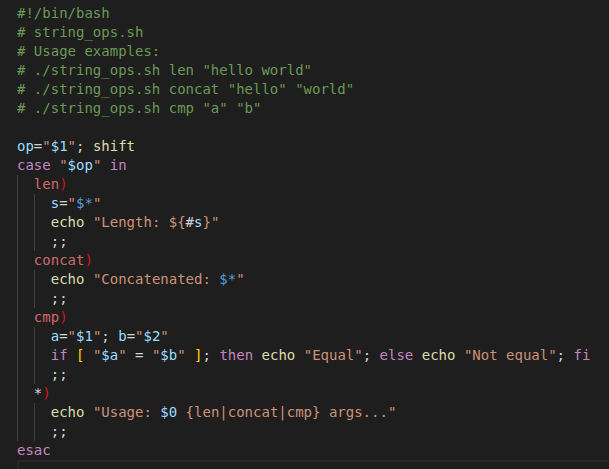 #!/bin/bash
# string_ops.sh
# Usage examples:
# ./string_ops.sh len "hello world"
# ./string_ops.sh concat "hello" "world"
# ./string_ops.sh cmp "a" "b"

op="$1"; shift
case "$op" in
  len)
    s="$*"
    echo "Length: ${#s}"
    ;;
  concat)
    echo "Concatenated: $*"
    ;;
  cmp)
    a="$1"; b="$2"
    if [ "$a" = "$b" ]; then echo "Equal"; else echo "Not equal"; fi
    ;;
  *)
    echo "Usage: $0 {len|concat|cmp} args..."
    ;;
esac